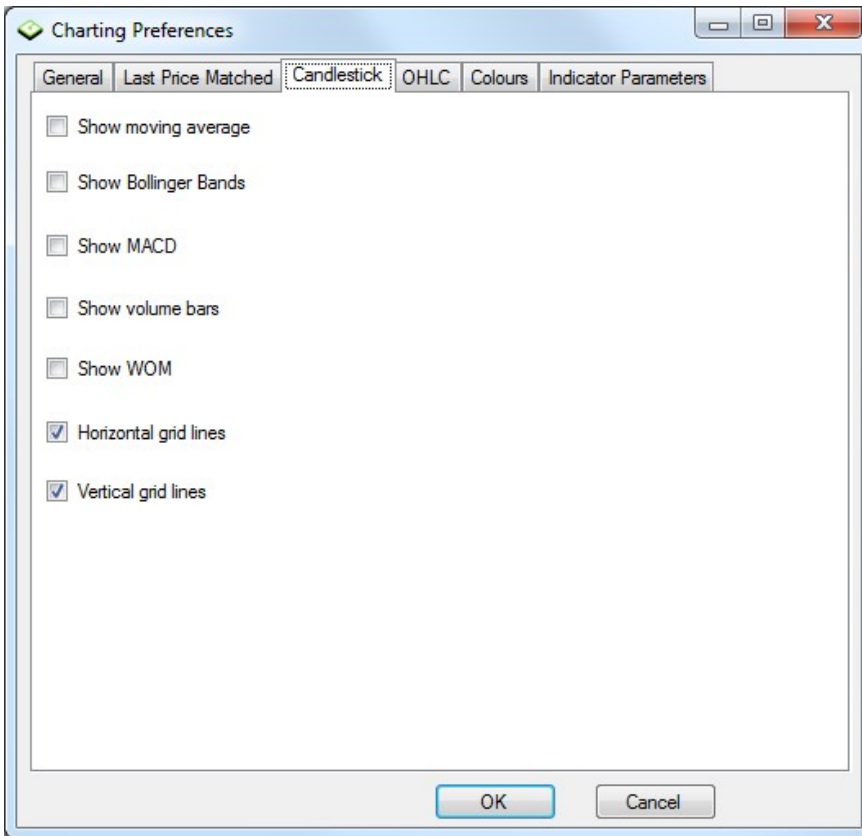 Charting Preferences
General Last Price Matched Candlestick OHLC Colours Indicator Parameters
Show moving average
Show Bollinger Bands
Show MACD
Show volume bars
Show WOM
Horizontal grid lines
Vertical grid lines
OK Cancel